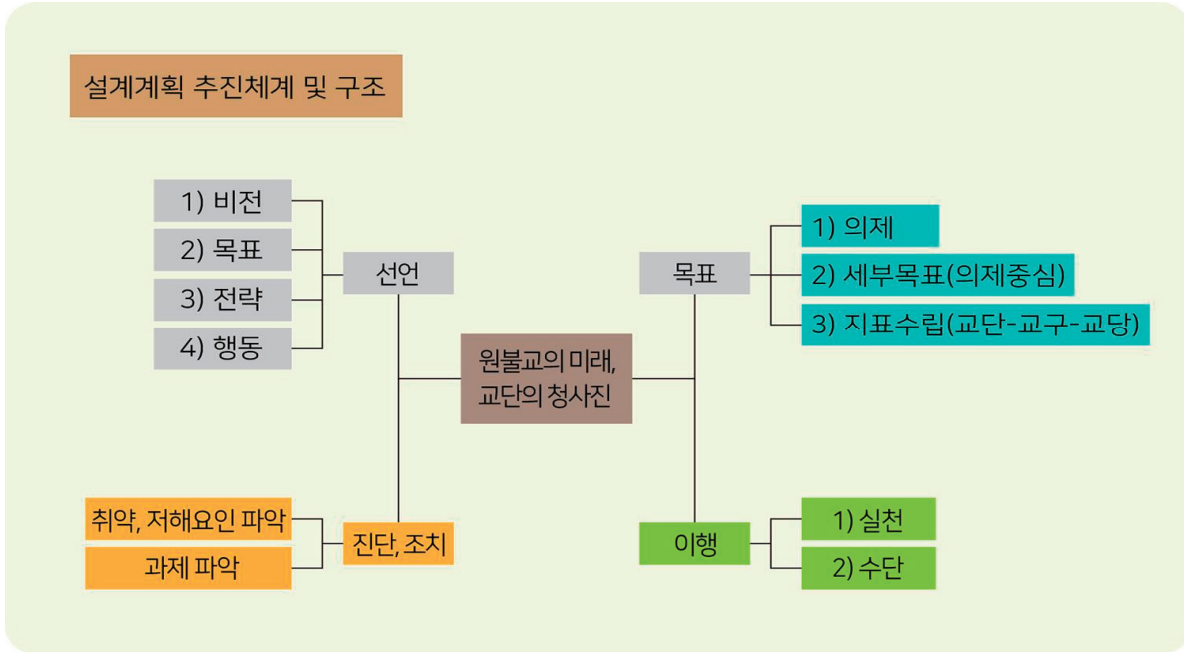 설계계획 추진체계 및 구조
1) 비전
2) 목표
3) 전략
4) 행동
선언
목표
1) 의제
2) 세부목표(의제중심)
3) 지표수립(교단-교구-교당)
원불교의 미래,
교단의 청사진
취약, 저해요인 파악
과제 파악
진단, 조치
이행
1) 실천
2) 수단